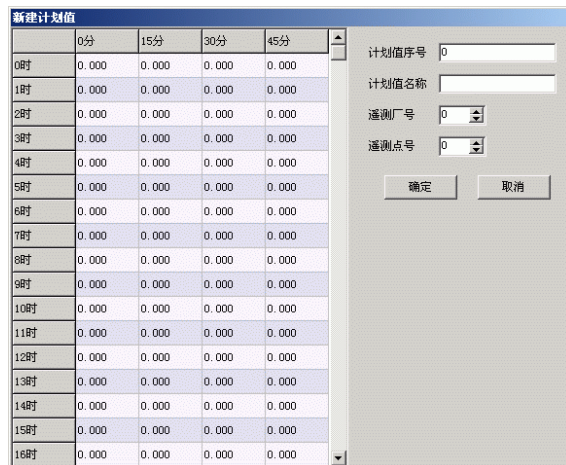 新建计划值
0分 15分 30分 45分
0时 0.000 0.000 0.000 0.000
1时 0.000 0.000 0.000 0.000
2时 0.000 0.000 0.000 0.000
3时 0.000 0.000 0.000 0.000
4时 0.000 0.000 0.000 0.000
5时 0.000 0.000 0.000 0.000
6时 0.000 0.000 0.000 0.000
7时 0.000 0.000 0.000 0.000
8时 0.000 0.000 0.000 0.000
9时 0.000 0.000 0.000 0.000
10时 0.000 0.000 0.000 0.000
11时 0.000 0.000 0.000 0.000
12时 0.000 0.000 0.000 0.000
13时 0.000 0.000 0.000 0.000
14时 0.000 0.000 0.000 0.000
15时 0.000 0.000 0.000 0.000
16时 0.000 0.000 0.000 0.000
计划值序号 0
计划值名称
遥测厂号 0
遥测点号 0
确定 取消